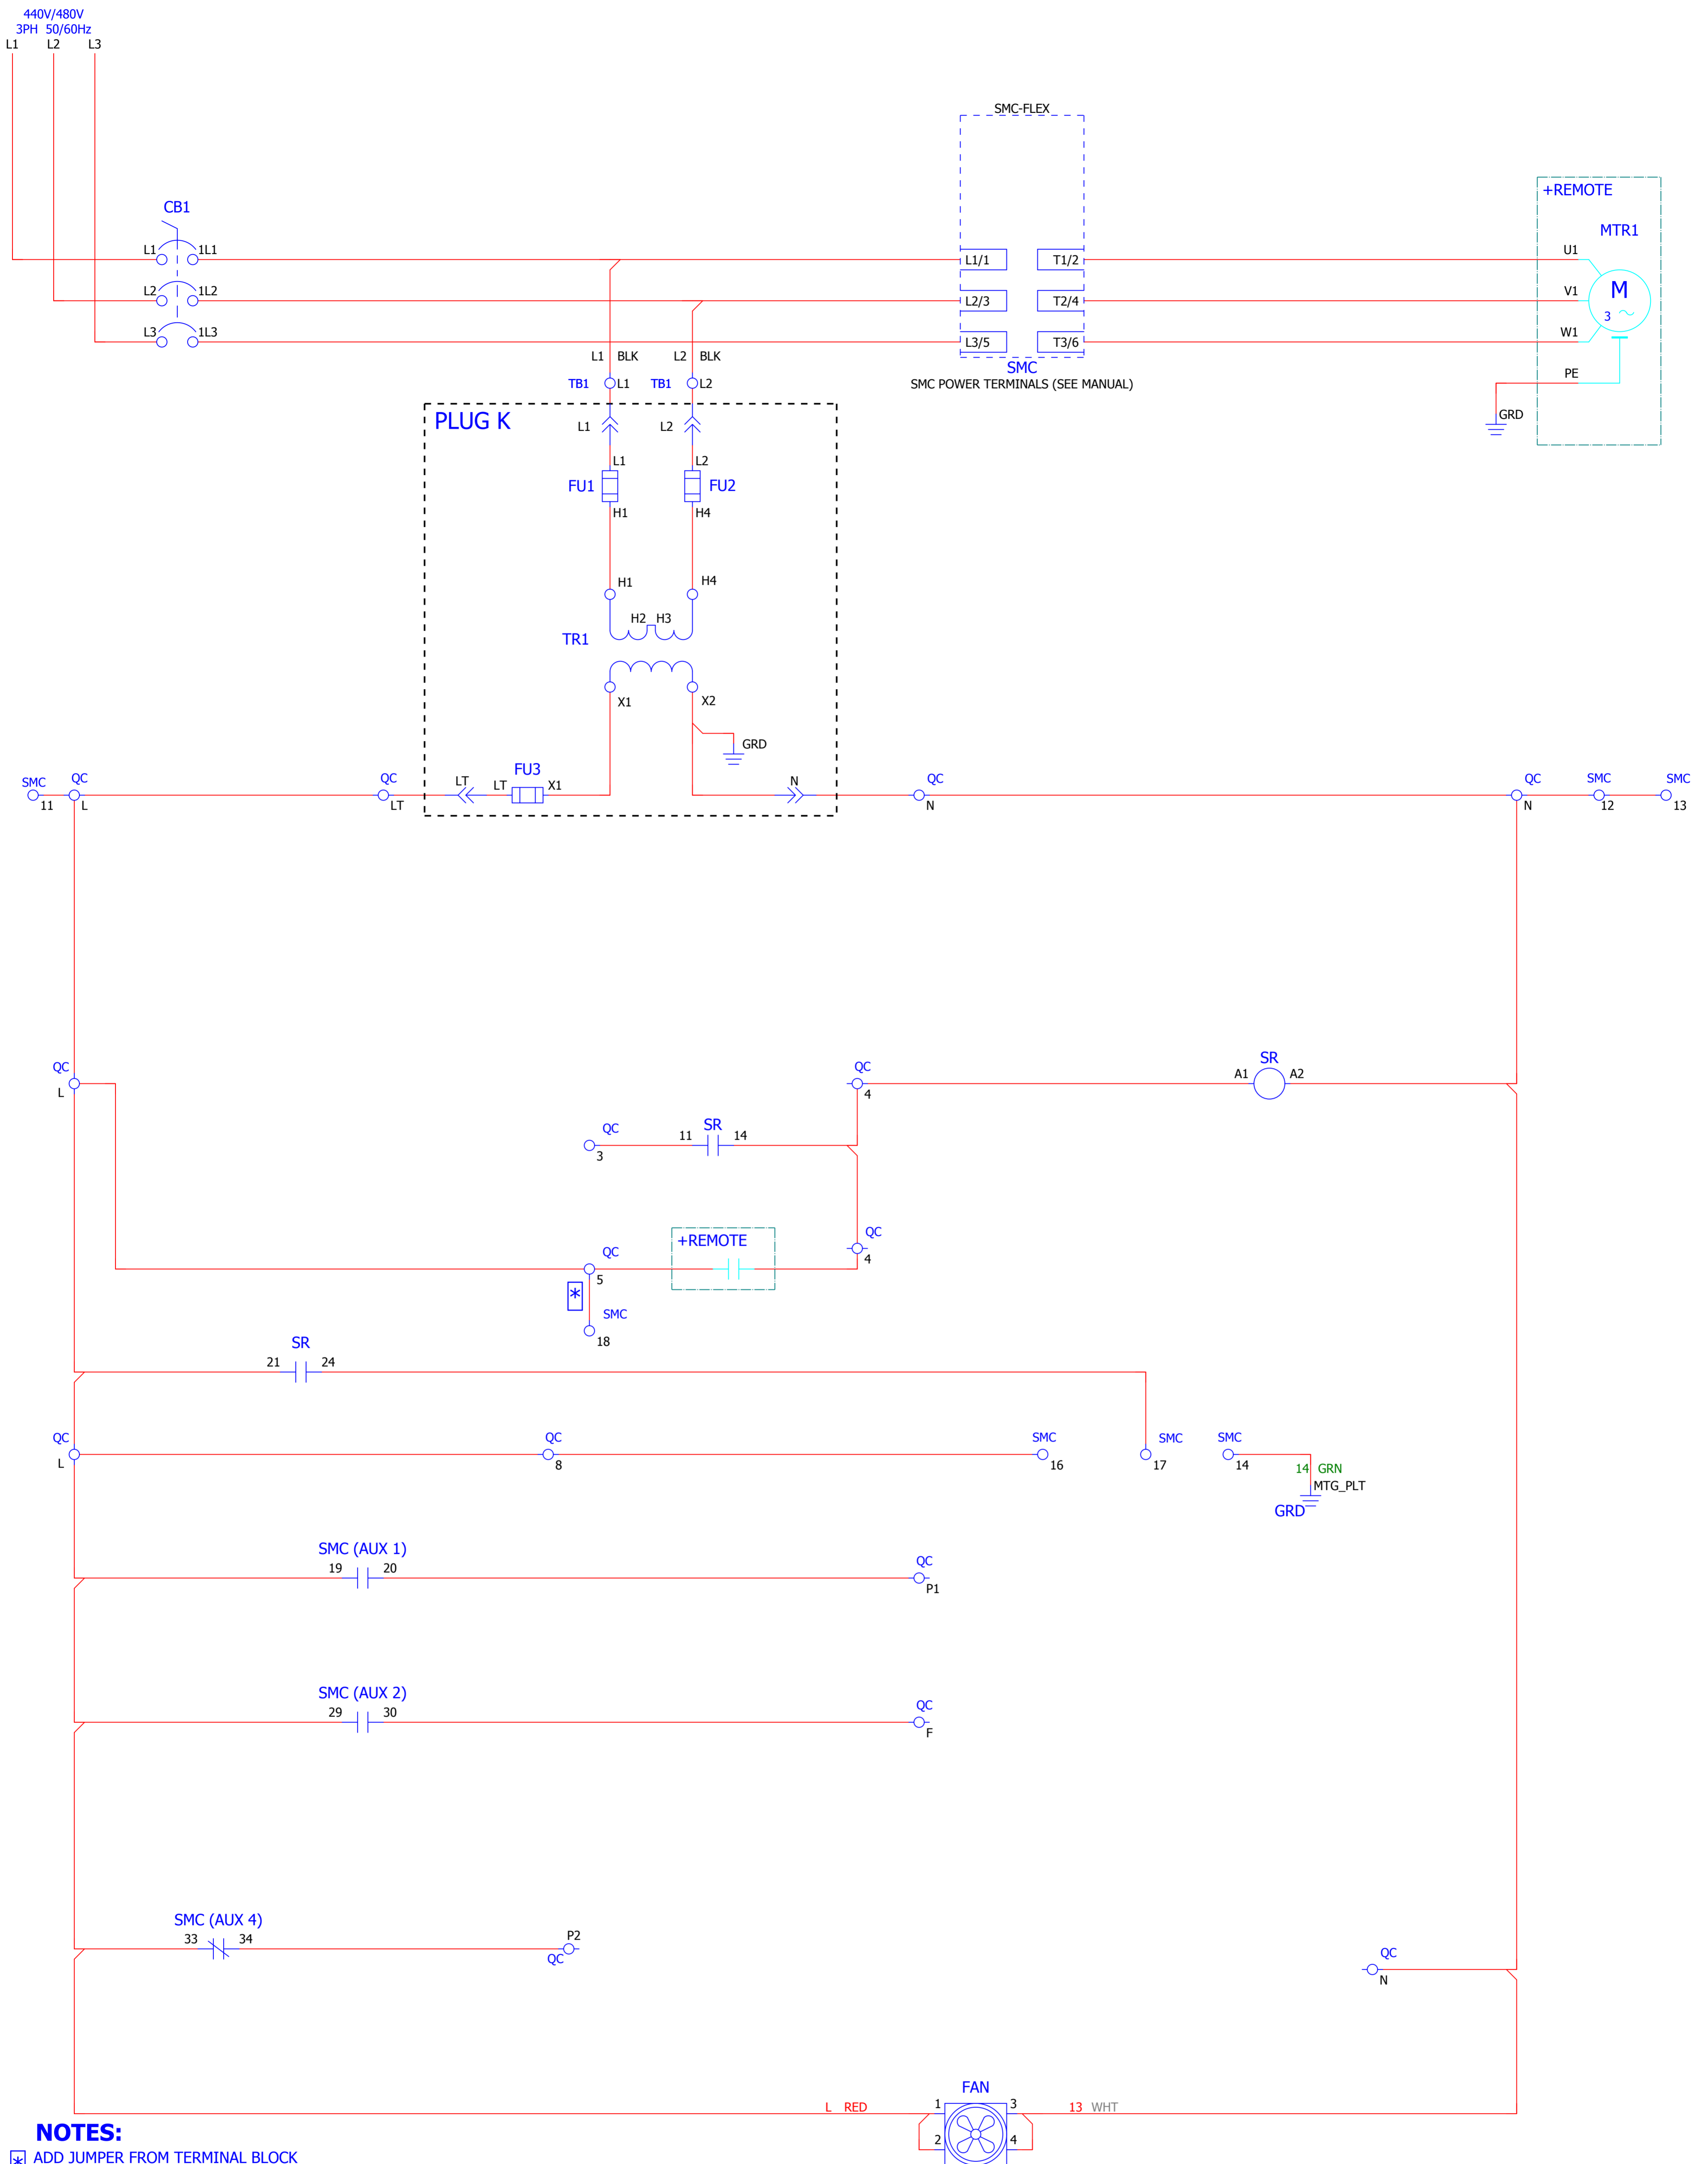 440V/480V
3PH 50/60Hz
L1 L2 L3
SMC-FLEX
+REMOTE
MTR1
CB1
L1 1L1
L1/1 T1/2
U1
L2 1L2
L2/3 T2/4
V1
M
3
L3 1L3
L3/5 T3/6
W1
SMC
SMC POWER TERMINALS (SEE MANUAL)
PE
GRD
L1 BLK L2 BLK
TB1 L1 TB1 L2
PLUG K
L1 L2
L1 L2
FU1 FU2
H1 H4
H1 H4
H2 H3
TR1
X1 X2
GRD
SMC QC QC LT LT FU3 X1 N QC QC SMC SMC
11 L LT N N 12 13
QC QC SR
L 4 A1 A2
QC 11 SR 14
3
+REMOTE QC
QC 4
5
*
SMC
18
SR
21 24
QC QC SMC SMC SMC
L 8 16 17 14
14 GRN
MTG_PLT
GRD
SMC (AUX 1)
19 20 QC
P1
SMC (AUX 2)
29 30 QC
F
SMC (AUX 4)
33 34 P2
QC
QC
N
FAN
L RED 1 3 13 WHT
2 4
NOTES:
* ADD JUMPER FROM TERMINAL BLOCK